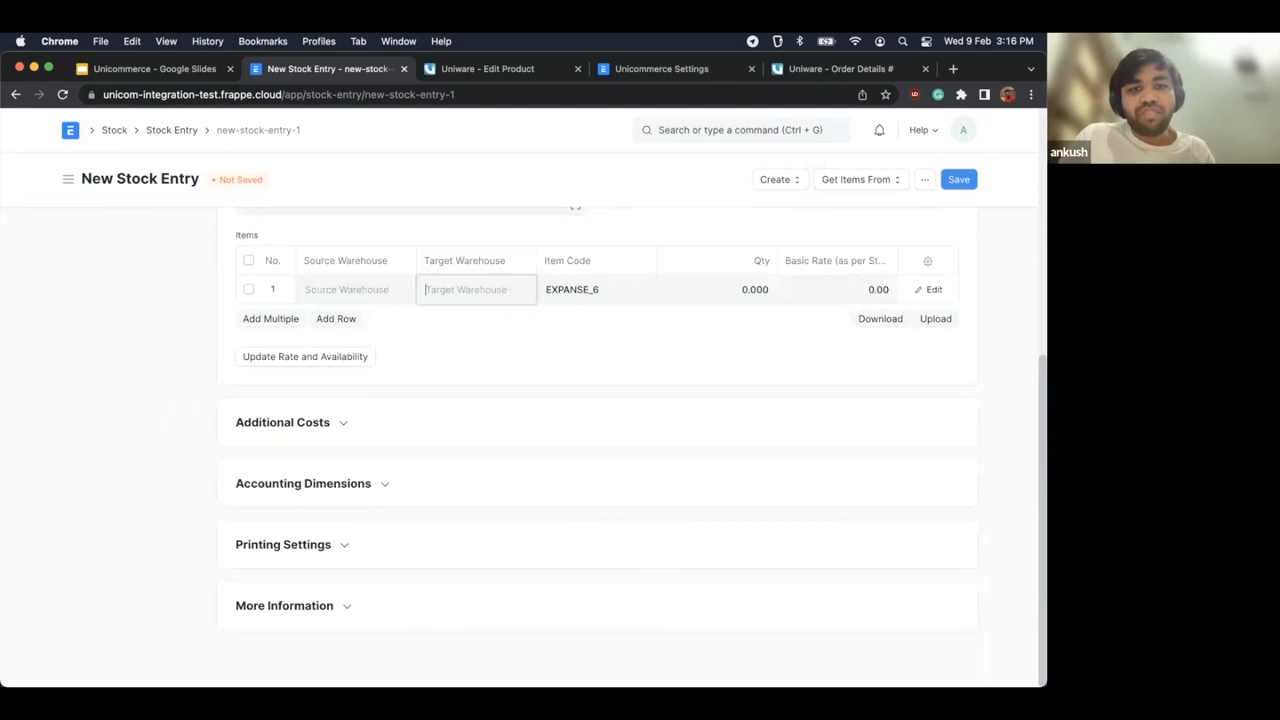 Chrome File Edit View History Bookmarks Profiles Tab Window Help Wed 9 Feb 3:16 PM
Unicommerce - Google Slides New Stock Entry - new-stock- Uniware - Edit Product Unicommerce Settings Uniware - Order Details #
unicom-integration-test.frappe.cloud/app/stock-entry/new-stock-entry-1
E Stock Stock Entry new-stock-entry-1 Search or type a command (Ctrl + G) Help A
ankush
New Stock Entry • Not Saved Create Get Items From ... Save
Items
No. Source Warehouse Target Warehouse Item Code Qty Basic Rate (as per St...
1 Source Warehouse Target Warehouse EXPANSE_6 0.000 0.00 Edit
Add Multiple Add Row Download Upload
Update Rate and Availability
Additional Costs
Accounting Dimensions
Printing Settings
More Information